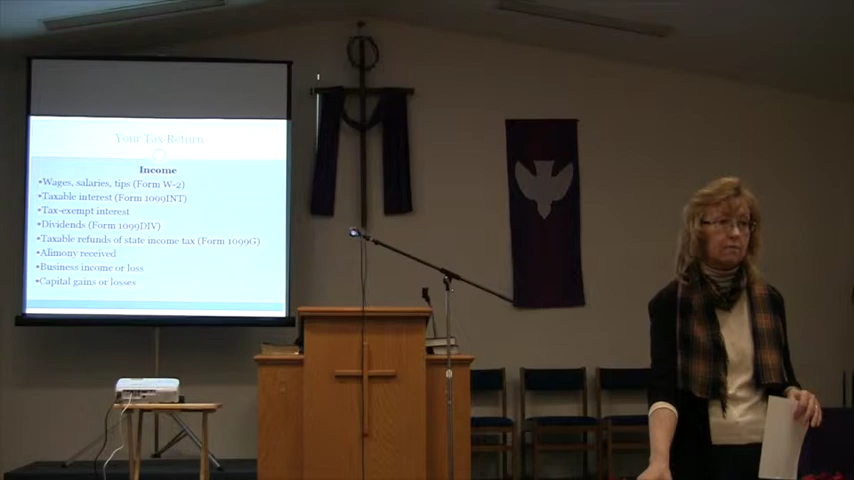 Your Tax Return
Income
•Wages, salaries, tips (Form W-2)
•Taxable interest (Form 1099INT)
•Tax-exempt interest
•Dividends (Form 1099DIV)
•Taxable refunds of state income tax (Form 1099G)
•Alimony received
•Business income or loss
•Capital gains or losses